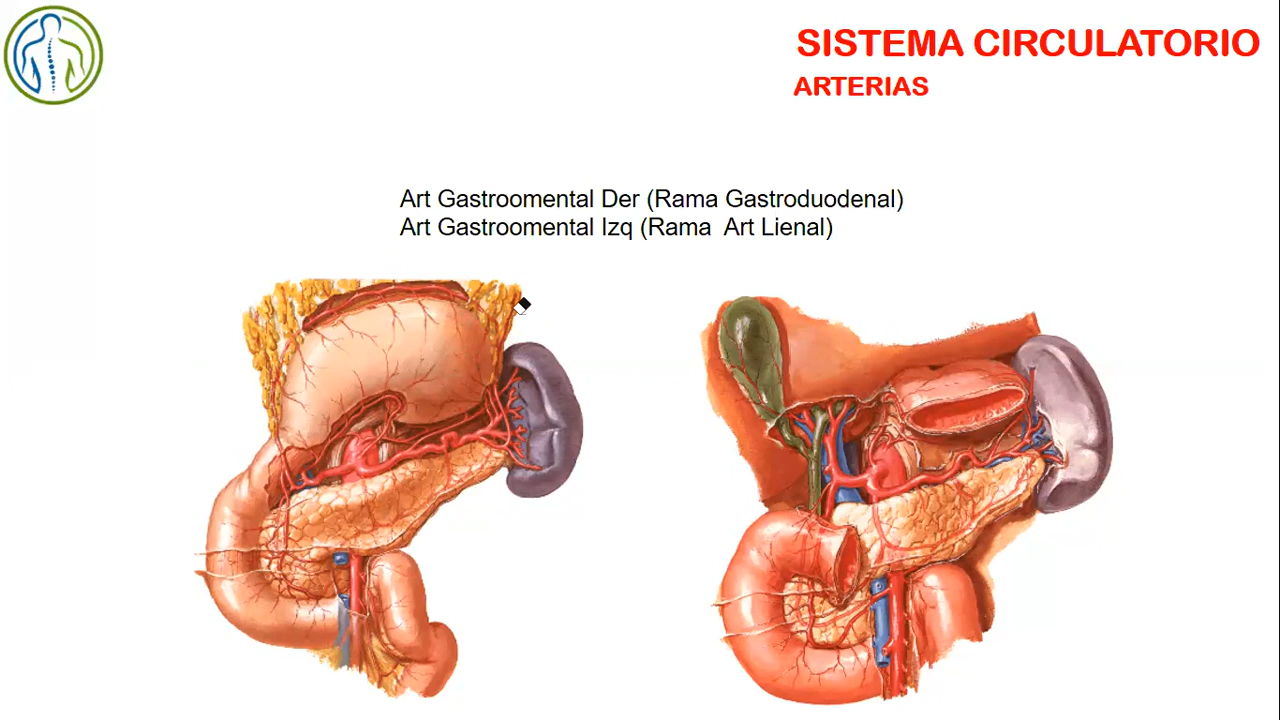 SISTEMA CIRCULATORIO
ARTERIAS
Art Gastroomental Der (Rama Gastroduodenal)
Art Gastroomental Izq (Rama  Art Lienal)